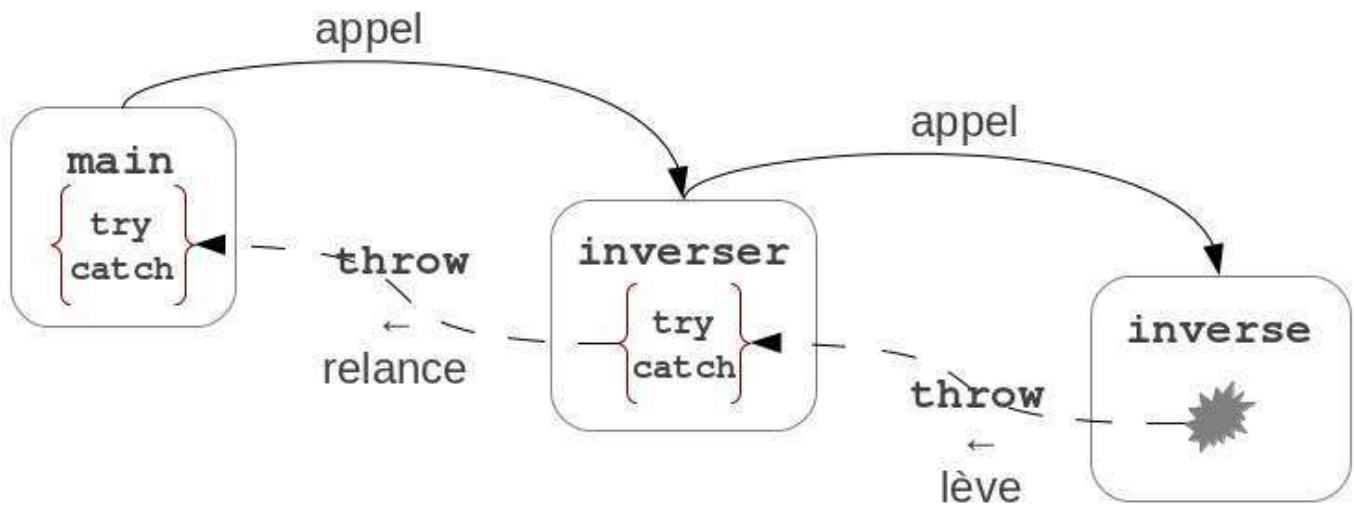 appel
appel
main
try
catch
throw
←
relance
inverser
try
catch
throw
←
lève
inverse